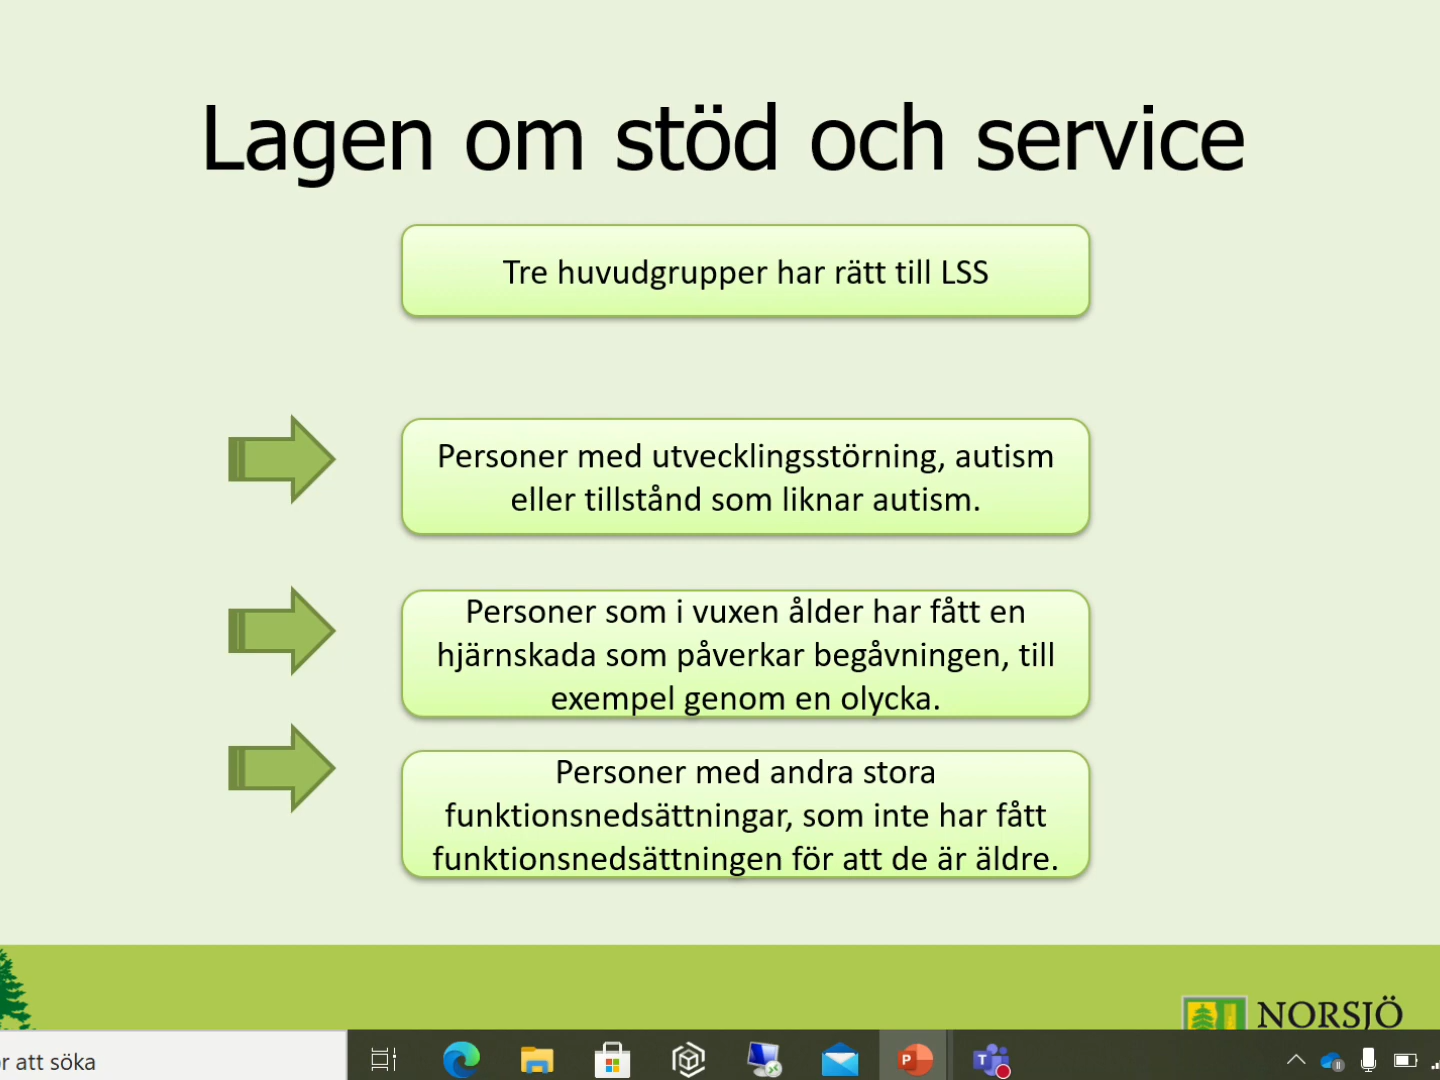 Lagen om stöd och service
Tre huvudgrupper har rätt till LSS
Personer med utvecklingsstörning, autism
eller tillstånd som liknar autism.
Personer som i vuxen ålder har fått en
hjärnskada som påverkar begåvningen, till
exempel genom en olycka.
Personer med andra stora
funktionsnedsättningar, som inte har fått
funktionsnedsättningen för att de är äldre.
NORSJÖ
r att söka